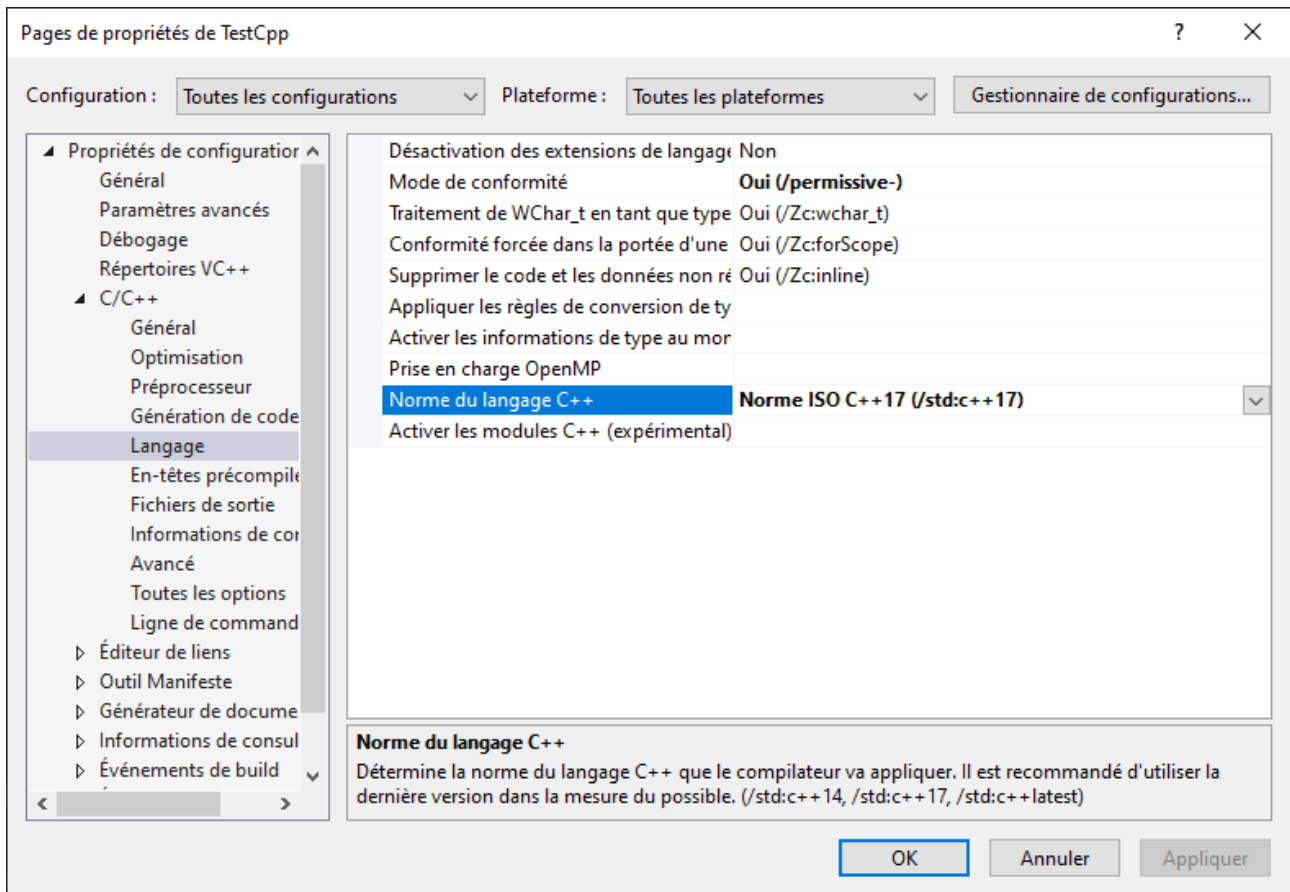 Pages de propriétés de TestCpp
?
Configuration :
Toutes les configurations
Plateforme :
Toutes les plateformes
Gestionnaire de configurations...
Propriétés de configuration
Général
Paramètres avancés
Débogage
Répertoires VC++
C/C++
Général
Optimisation
Préprocesseur
Génération de code
Langage
En-têtes précompilé
Fichiers de sortie
Informations de cor
Avancé
Toutes les options
Ligne de command
Éditeur de liens
Outil Manifeste
Générateur de docume
Informations de consul
Événements de build
Désactivation des extensions de langage Non
Mode de conformité Oui (/permissive-)
Traitement de WChar_t en tant que type Oui (/Zc:wchar_t)
Conformité forcée dans la portée d'une Oui (/Zc:forScope)
Supprimer le code et les données non ré Oui (/Zc:inline)
Appliquer les règles de conversion de ty
Activer les informations de type au mor
Prise en charge OpenMP
Norme du langage C++ Norme ISO C++17 (/std:c++17)
Activer les modules C++ (expérimental)
Norme du langage C++
Détermine la norme du langage C++ que le compilateur va appliquer. Il est recommandé d'utiliser la
dernière version dans la mesure du possible. (/std:c++14, /std:c++17, /std:c++latest)
OK
Annuler
Appliquer